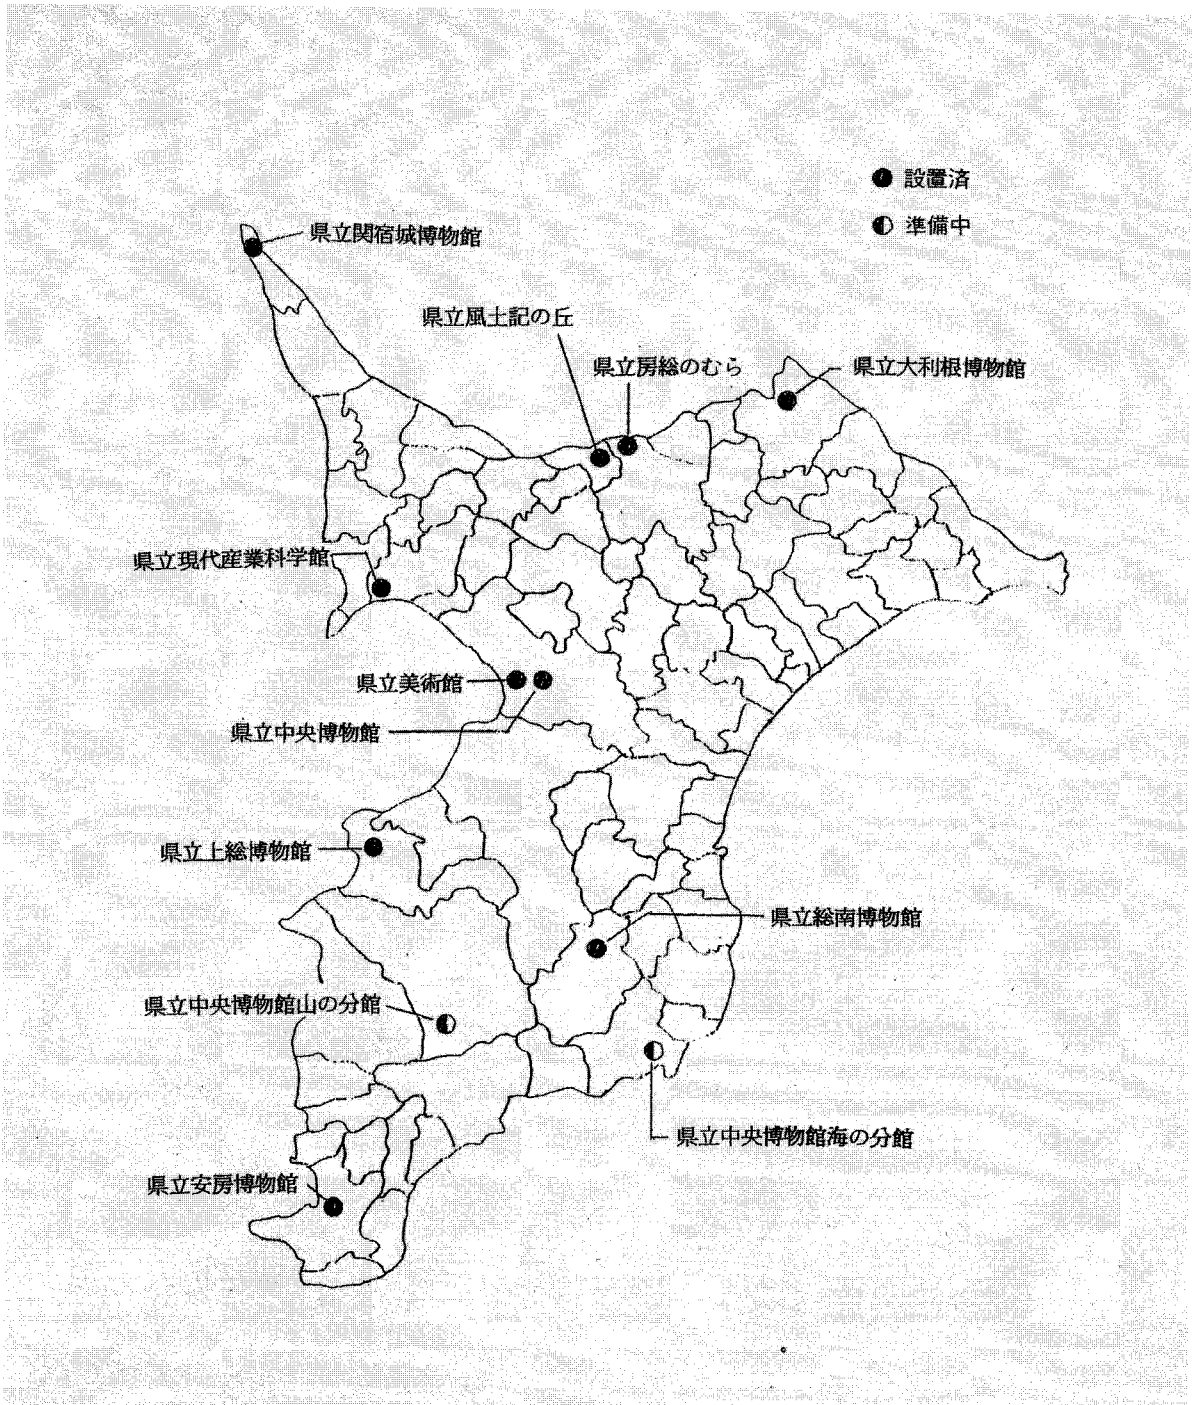 設置済
準備中
県立関宿城博物館
県立風土記の丘
県立房総のむら
県立大利根博物館
県立現代産業科学館
県立美術館
県立中央博物館
県立上総博物館
県立総南博物館
県立中央博物館山の分館
県立中央博物館海の分館
県立安房博物館